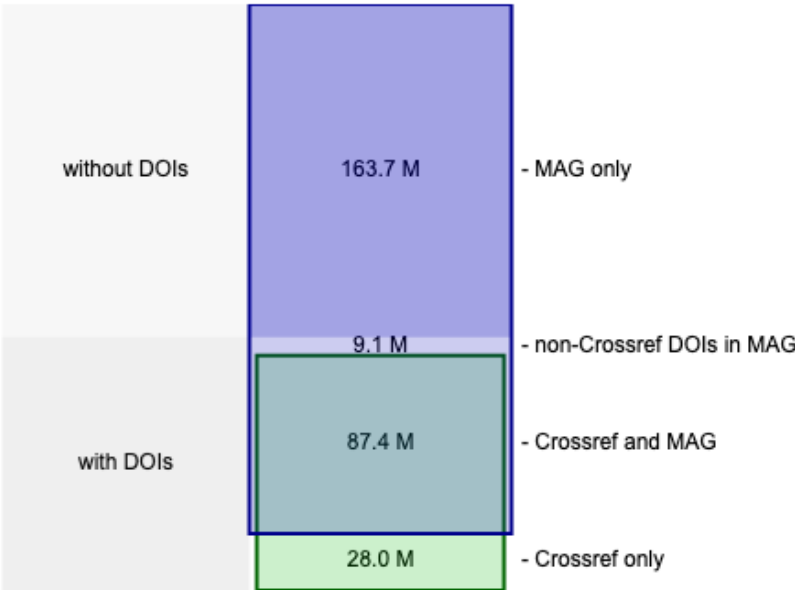 without DOIs 163.7 M - MAG only
9.1 M - non-Crossref DOIs in MAG
87.4 M - Crossref and MAG
with DOIs
28.0 M - Crossref only